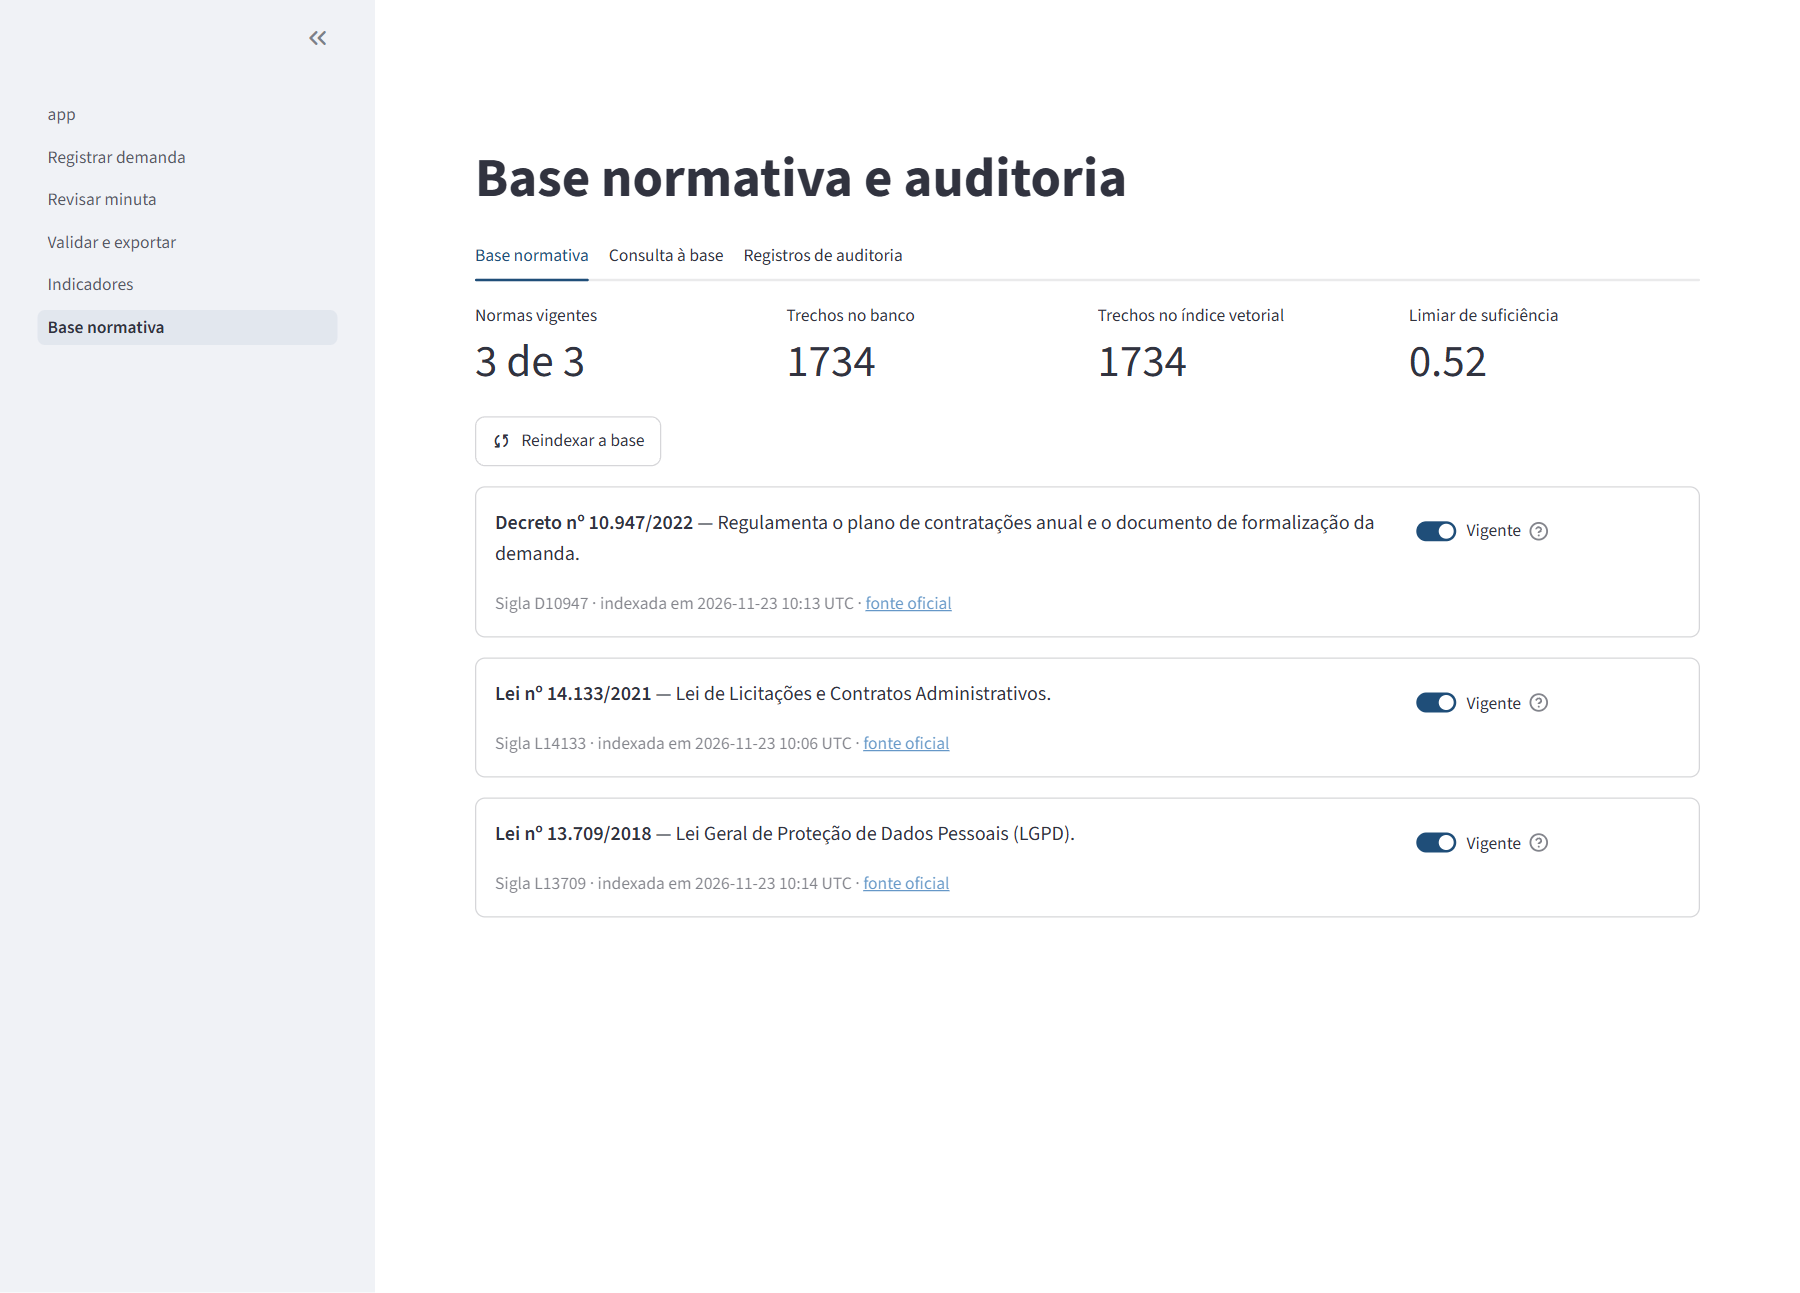 app
Registrar demanda
Revisar minuta
Validar e exportar
Indicadores
Base normativa
Base normativa e auditoria
Base normativa Consulta à base Registros de auditoria
Normas vigentes Trechos no banco Trechos no índice vetorial Limiar de suficiência
3 de 3 1734 1734 0.52
Reindexar a base
Decreto nº 10.947/2022 — Regulamenta o plano de contratações anual e o documento de formalização da
demanda.
Vigente
Sigla D10947 · indexada em 2026-11-23 10:13 UTC · fonte oficial
Lei nº 14.133/2021 — Lei de Licitações e Contratos Administrativos.
Vigente
Sigla L14133 · indexada em 2026-11-23 10:06 UTC · fonte oficial
Lei nº 13.709/2018 — Lei Geral de Proteção de Dados Pessoais (LGPD).
Vigente
Sigla L13709 · indexada em 2026-11-23 10:14 UTC · fonte oficial